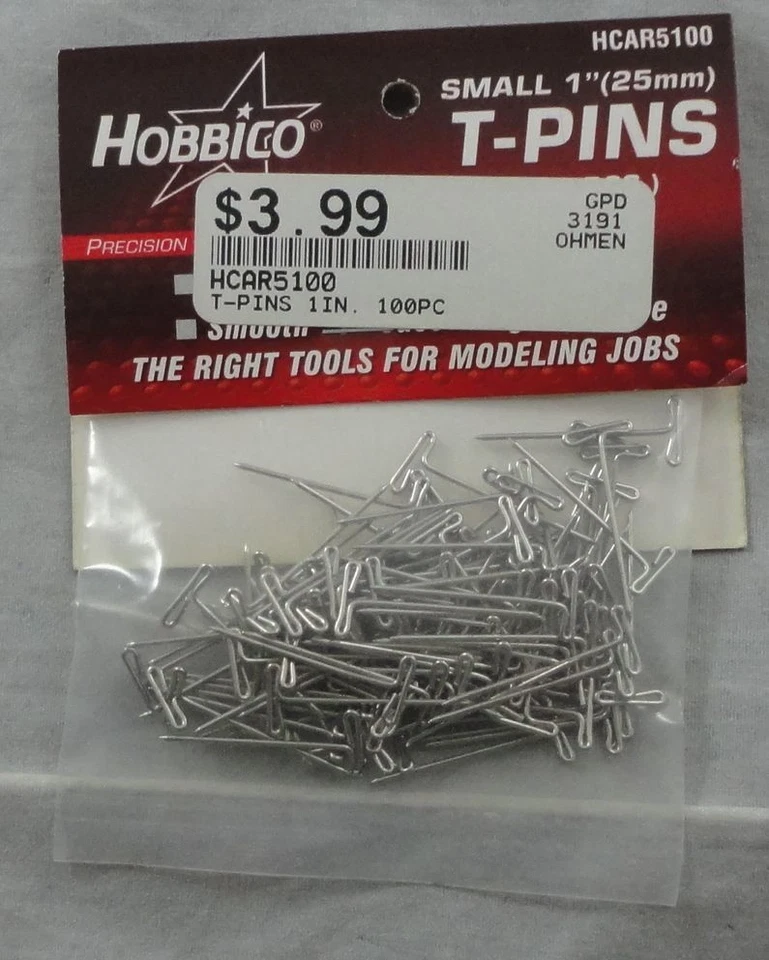 HCAR5100
SMALL 1"(25mm)
T-PINS
HOBBICO®
$3.99
GPD
3191
OHMEN
PRECISION
HCAR5100
T-PINS 1IN. 100PC
Smooth
THE RIGHT TOOLS FOR MODELING JOBS